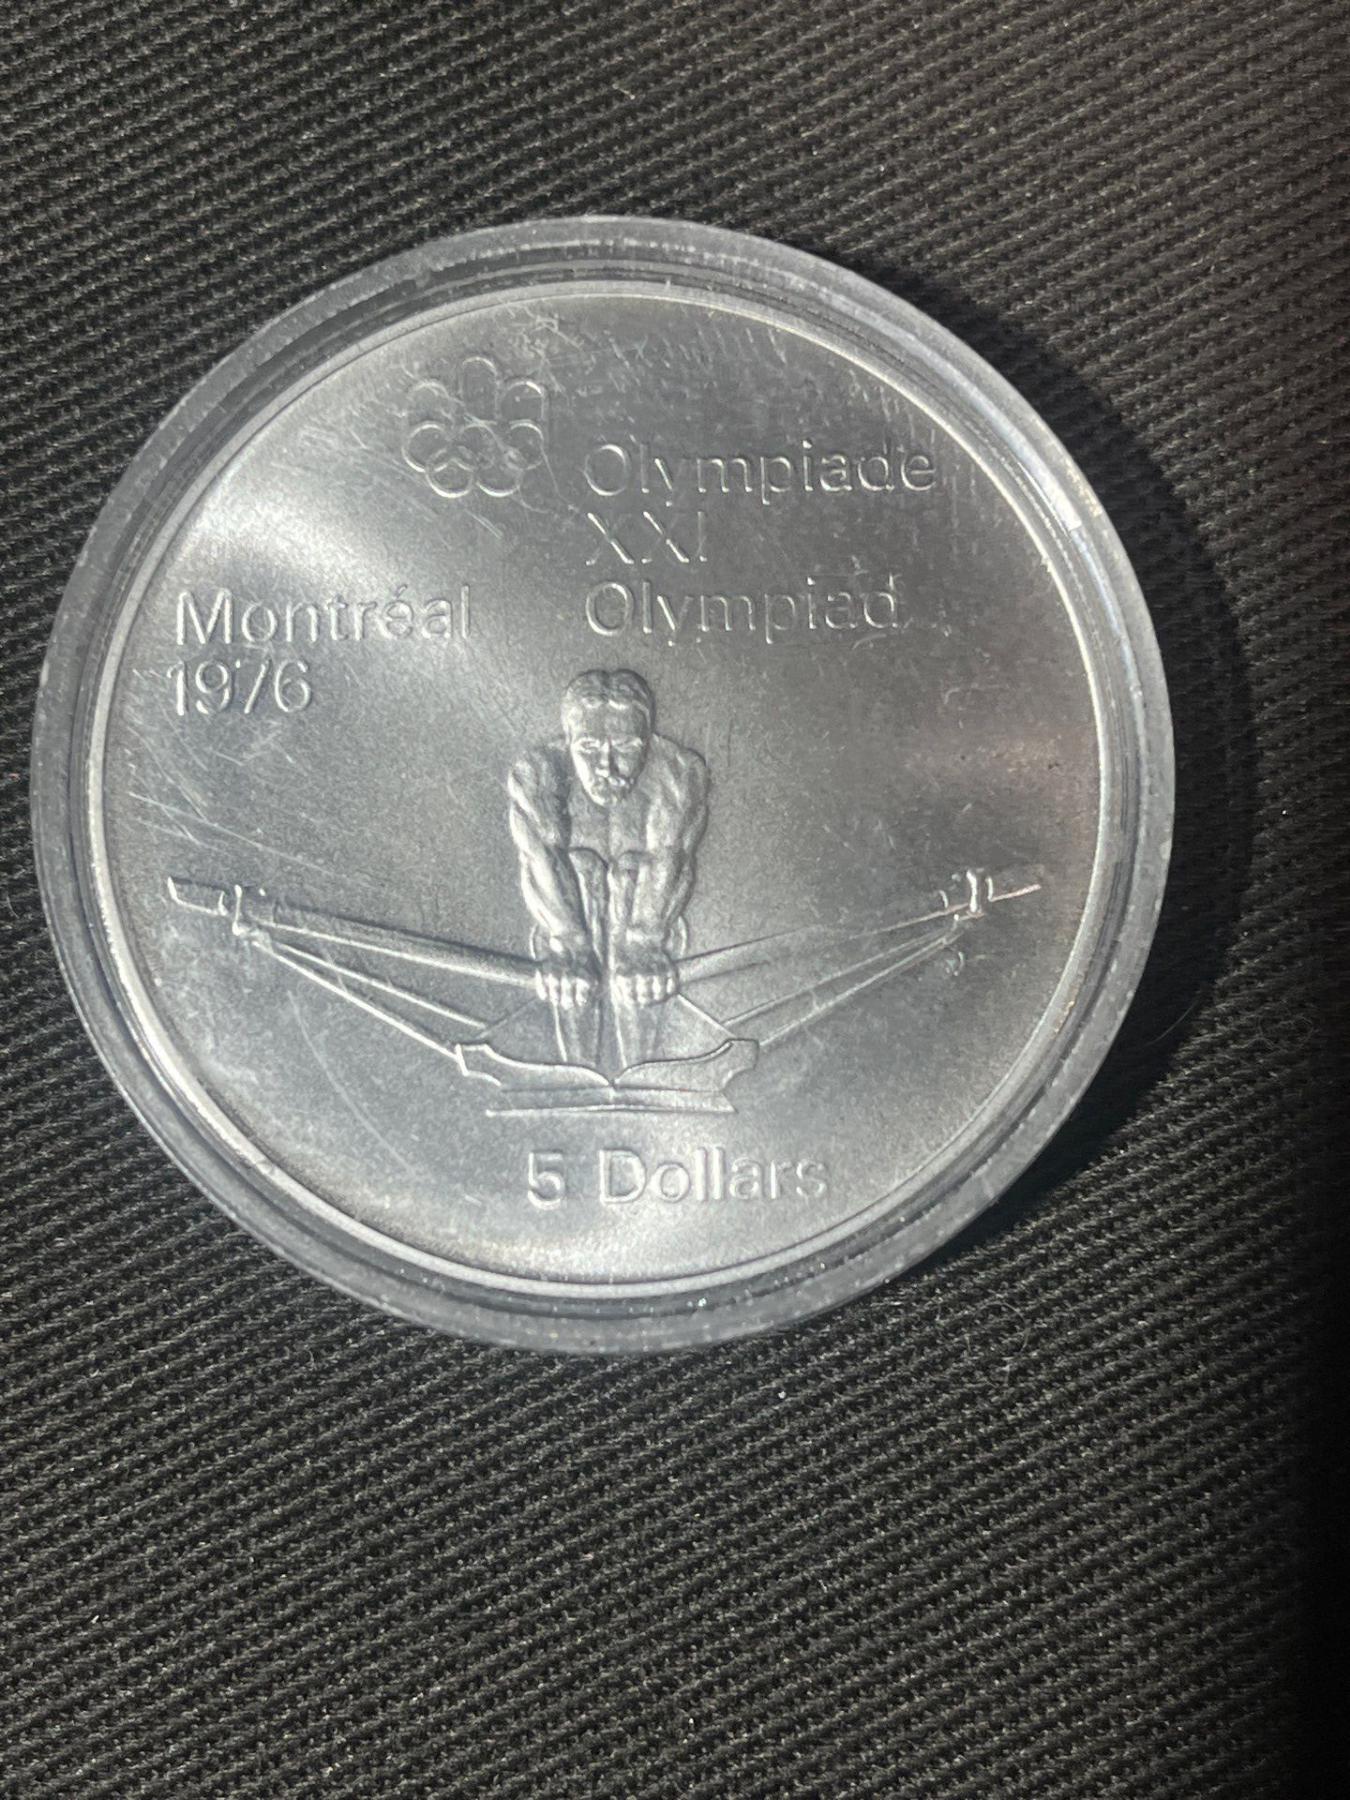 Olympiade
XXI
Olympiad
Montréal
1976
5 Dollars